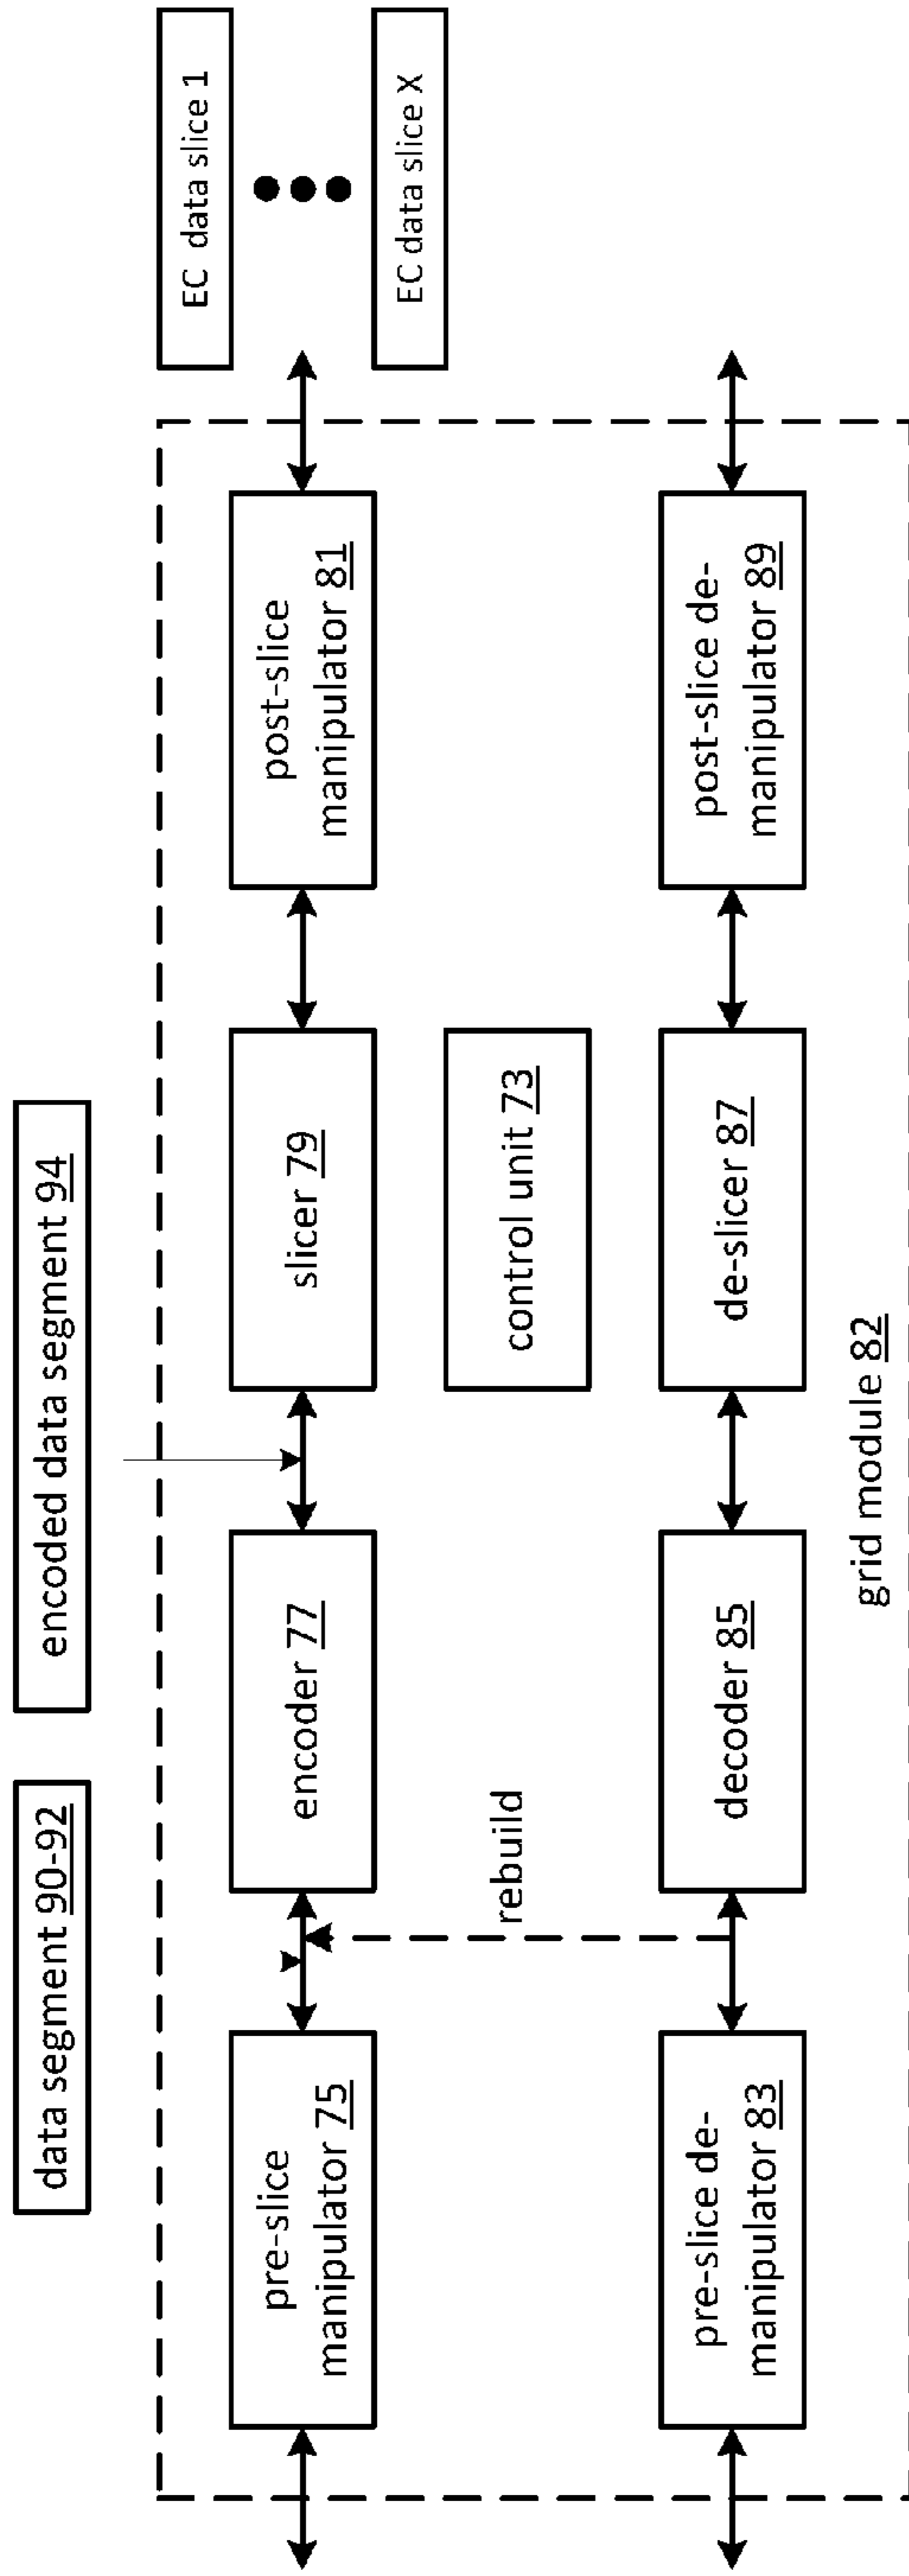 data segment 90-92
encoded data segment 94
pre-slice
manipulator 75
encoder 77
slicer 79
post-slice
manipulator 81
EC data slice 1
EC data slice X
rebuild
control unit 73
pre-slice de-
manipulator 83
decoder 85
de-slicer 87
post-slice de-
manipulator 89
grid module 82